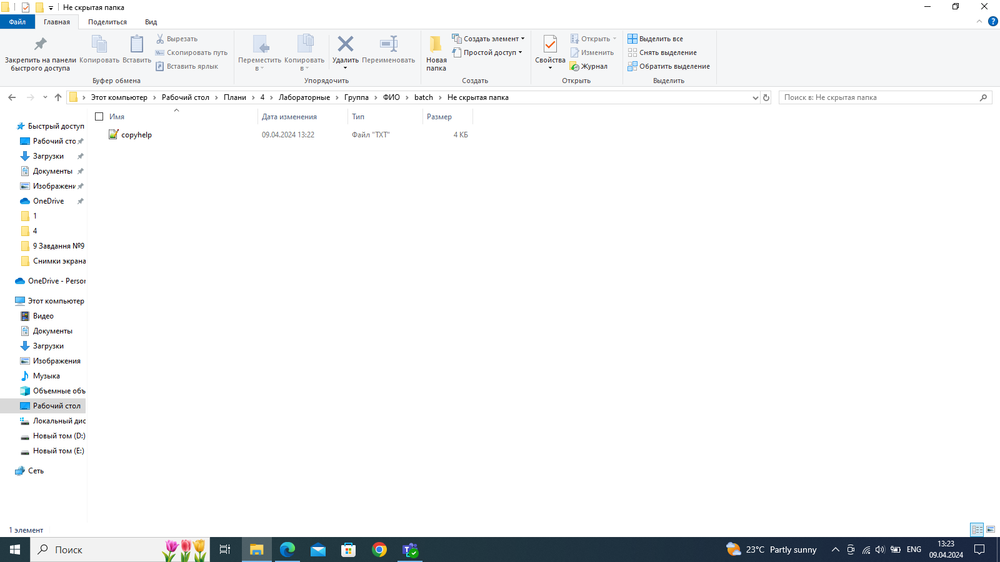 Не скрытая папка
Файл
Главная
Поделиться
Вид
Закрепить на панели быстрого доступа
Копировать
Вставить
Вырезать
Скопировать путь
Вставить ярлык
Буфер обмена
Переместить в
Копировать в
Удалить
Переименовать
Упорядочить
Новая папка
Создать элемент
Простой доступ
Создать
Свойства
Открыть
Изменить
Журнал
Открыть
Выделить все
Снять выделение
Обратить выделение
Выделить
Этот компьютер
Рабочий стол
Плани
4
Лабораторные
Группа
ФИО
batch
Не скрытая папка
Поиск в: Не скрытая папка
Имя
Дата изменения
Тип
Размер
copyhelp
09.04.2024 13:22
Файл "TXT"
4 КБ
Быстрый доступ
Рабочий сто
Загрузки
Документы
Изображени
OneDrive
1
4
9 Завдання №9
Снимки экрана
OneDrive - Person
Этот компьютер
Видео
Документы
Загрузки
Изображения
Музыка
Объемные объ
Рабочий стол
Локальный дис
Новый том (D:)
Новый том (E:)
Сеть
1 элемент
Поиск
23°C Partly sunny
ENG
13:23
09.04.2024